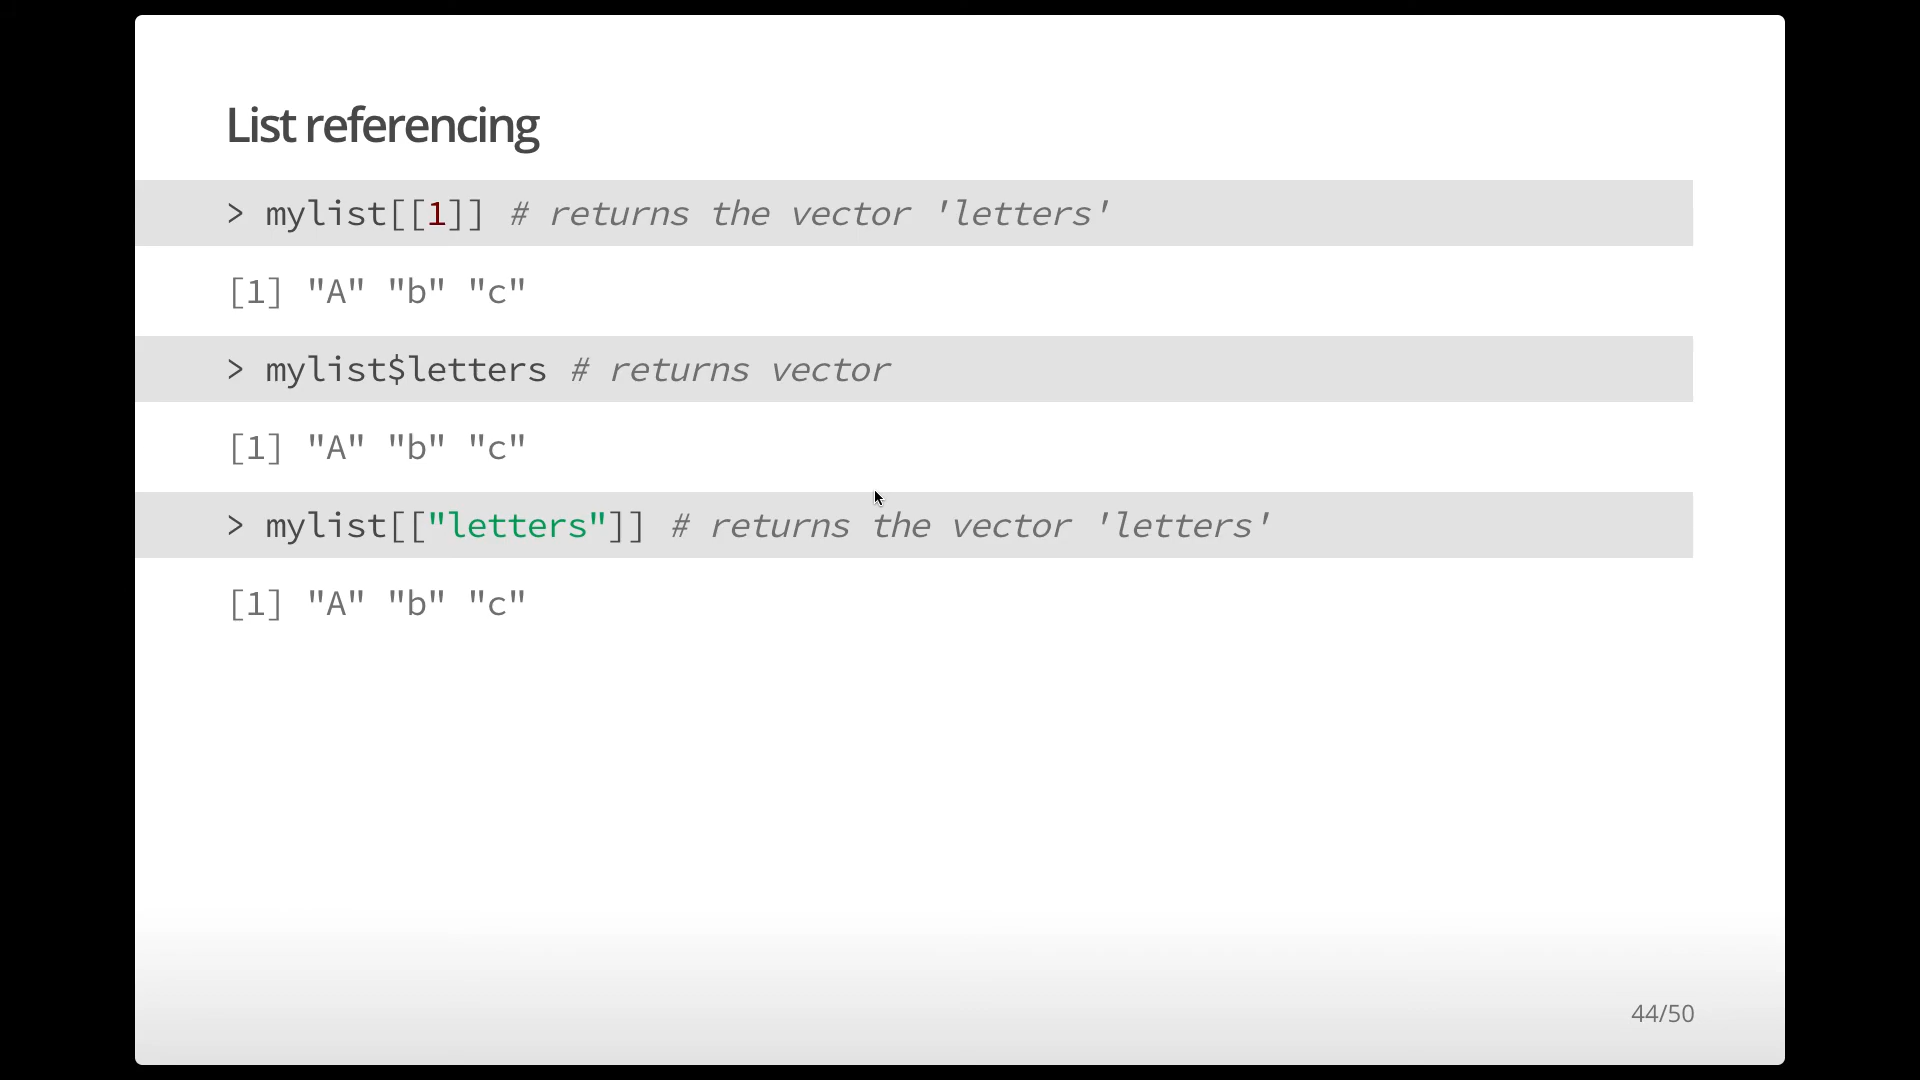 List referencing
> mylist[[1]] # returns the vector 'letters'
[1] "A" "b" "c"
> mylist$letters # returns vector
[1] "A" "b" "c"
> mylist[["letters"]] # returns the vector 'letters'
[1] "A" "b" "c"
44/50